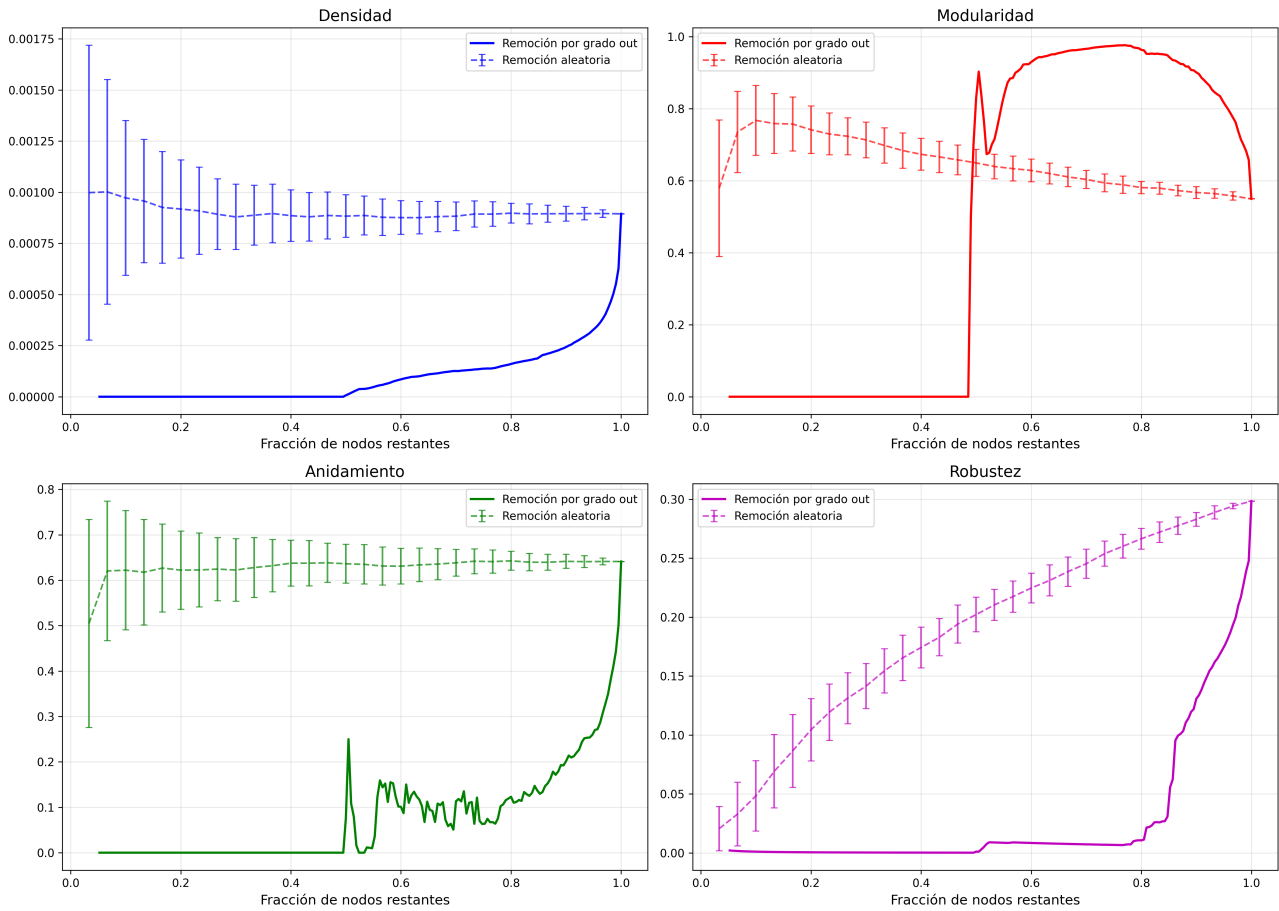 Densidad
0.00175
0.00150
0.00125
0.00100
0.00075
0.00050
0.00025
0.00000
Remoción por grado out
Remoción aleatoria
0.0 0.2 0.4 0.6 0.8 1.0
Fracción de nodos restantes
Modularidad
1.0
0.8
0.6
0.4
0.2
0.0
Remoción por grado out
Remoción aleatoria
0.0 0.2 0.4 0.6 0.8 1.0
Fracción de nodos restantes
Anidamiento
0.8
0.7
0.6
0.5
0.4
0.3
0.2
0.1
0.0
Remoción por grado out
Remoción aleatoria
0.0 0.2 0.4 0.6 0.8 1.0
Fracción de nodos restantes
Robustez
0.30
0.25
0.20
0.15
0.10
0.05
0.00
Remoción por grado out
Remoción aleatoria
0.0 0.2 0.4 0.6 0.8 1.0
Fracción de nodos restantes